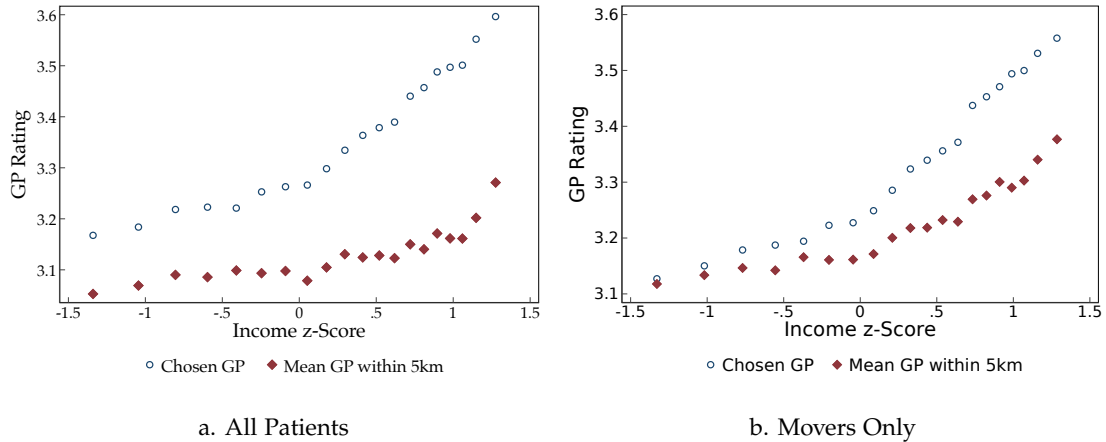 3.6
3.5
3.4
3.3
3.2
3.1
GP Rating
-1.5 -1 -.5 0 .5 1 1.5
Income z-Score
Chosen GP Mean GP within 5km
a. All Patients
3.6
3.5
3.4
3.3
3.2
3.1
GP Rating
-1.5 -1 -.5 0 .5 1 1.5
Income z-Score
Chosen GP Mean GP within 5km
b. Movers Only